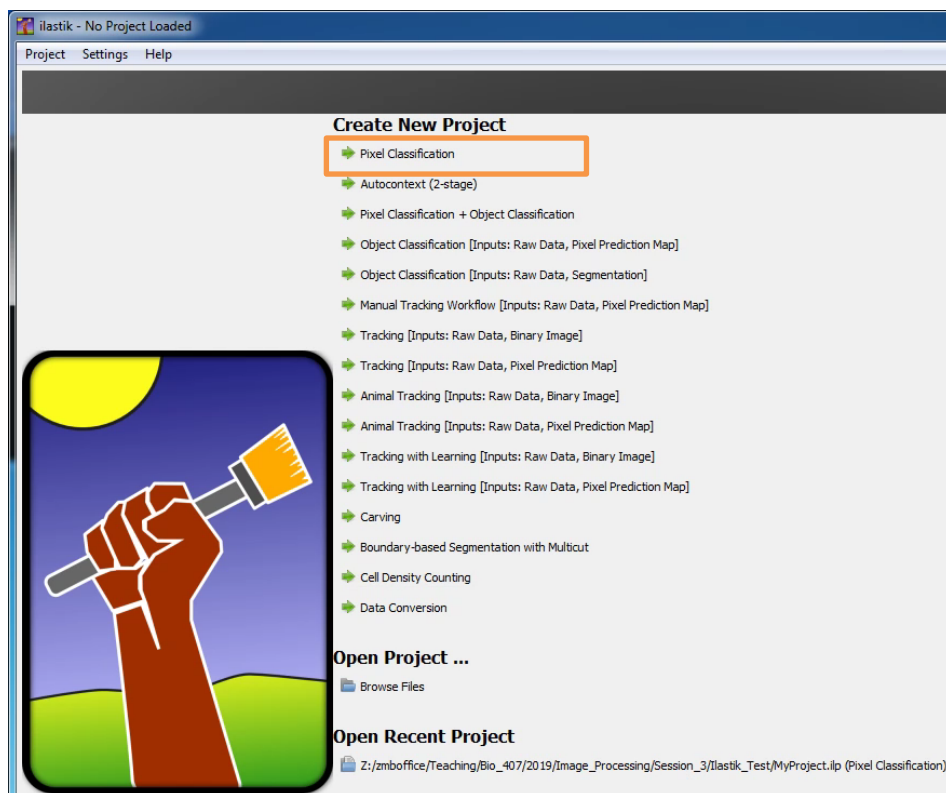 ilastik - No Project Loaded
Project Settings Help
Create New Project
Pixel Classification
Autocontext (2-stage)
Pixel Classification + Object Classification
Object Classification [Inputs: Raw Data, Pixel Prediction Map]
Object Classification [Inputs: Raw Data, Segmentation]
Manual Tracking Workflow [Inputs: Raw Data, Pixel Prediction Map]
Tracking [Inputs: Raw Data, Binary Image]
Tracking [Inputs: Raw Data, Pixel Prediction Map]
Animal Tracking [Inputs: Raw Data, Binary Image]
Animal Tracking [Inputs: Raw Data, Pixel Prediction Map]
Tracking with Learning [Inputs: Raw Data, Binary Image]
Tracking with Learning [Inputs: Raw Data, Pixel Prediction Map]
Carving
Boundary-based Segmentation with Multicut
Cell Density Counting
Data Conversion
Open Project ...
Browse Files
Open Recent Project
Z:/zmboffice/Teaching/Bio_407/2019/Image_Processing/Session_3/Ilastik_Test/MyProject.ilp (Pixel Classification)